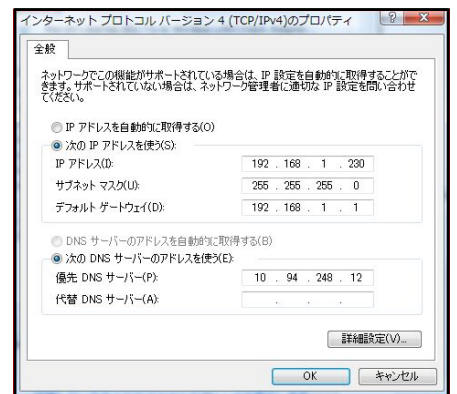 インターネット プロトコル バージョン 4 (TCP/IPv4)のプロパティ
全般
ネットワークでこの機能がサポートされている場合は、IP 設定を自動的に取得することがで
きます。サポートされていない場合は、ネットワーク管理者に適切な IP 設定を問い合わせ
てください。
IP アドレスを自動的に取得する(O)
次の IP アドレスを使う(S):
IP アドレス(I): 192 . 168 . 1 . 230
サブネット マスク(U): 255 . 255 . 255 . 0
デフォルト ゲートウェイ(D): 192 . 168 . 1 . 1
DNS サーバーのアドレスを自動的に取得する(B)
次の DNS サーバーのアドレスを使う(E):
優先 DNS サーバー(P): 10 . 94 . 248 . 12
代替 DNS サーバー(A): . . .
詳細設定(V)...
OK キャンセル